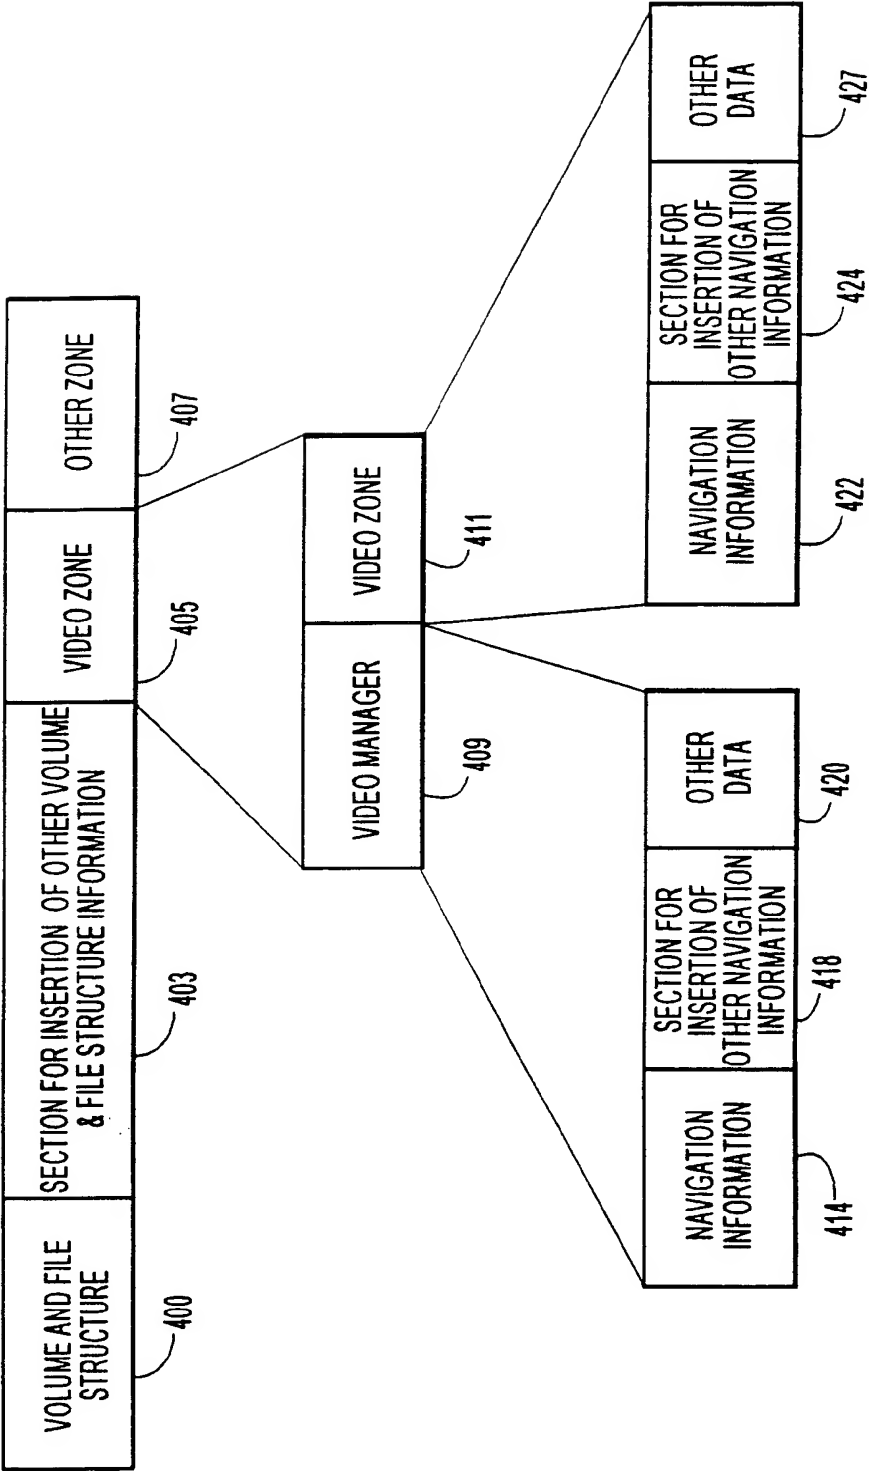 VOLUME AND FILE
STRUCTURE
400
SECTION FOR INSERTION OF OTHER VOLUME
& FILE STRUCTURE INFORMATION
403
VIDEO ZONE
405
OTHER ZONE
407
VIDEO MANAGER
409
VIDEO ZONE
411
NAVIGATION
INFORMATION
414
SECTION FOR
INSERTION OF
OTHER NAVIGATION
INFORMATION
418
OTHER
DATA
420
NAVIGATION
INFORMATION
422
SECTION FOR
INSERTION OF
OTHER NAVIGATION
INFORMATION
424
OTHER
DATA
427